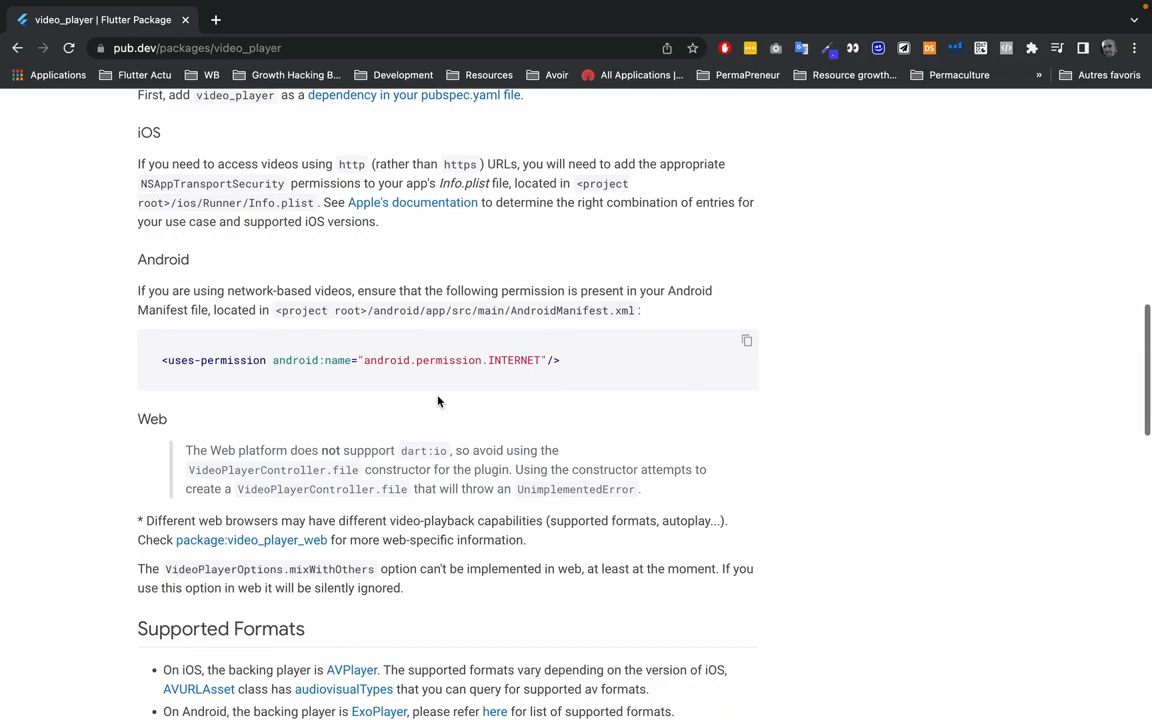 video_player | Flutter Package
pub.dev/packages/video_player
Applications
Flutter Actu
WB
Growth Hacking B...
Development
Resources
Avoir
All Applications |...
PermaPreneur
Resource growth...
Permaculture
»
Autres favoris
First, add video_player as a dependency in your pubspec.yaml file.
iOS
If you need to access videos using http (rather than https ) URLs, you will need to add the appropriate
NSAppTransportSecurity permissions to your app's Info.plist file, located in <project
root>/ios/Runner/Info.plist . See Apple's documentation to determine the right combination of entries for
your use case and supported iOS versions.
Android
If you are using network-based videos, ensure that the following permission is present in your Android
Manifest file, located in <project root>/android/app/src/main/AndroidManifest.xml :
<uses-permission android:name="android.permission.INTERNET"/>
Web
The Web platform does not suppport dart:io , so avoid using the
VideoPlayerController.file constructor for the plugin. Using the constructor attempts to
create a VideoPlayerController.file that will throw an UnimplementedError .
* Different web browsers may have different video-playback capabilities (supported formats, autoplay...).
Check package:video_player_web for more web-specific information.
The VideoPlayerOptions.mixWithOthers option can't be implemented in web, at least at the moment. If you
use this option in web it will be silently ignored.
Supported Formats
• On iOS, the backing player is AVPlayer. The supported formats vary depending on the version of iOS,
AVURLAsset class has audiovisualTypes that you can query for supported av formats.
• On Android, the backing player is ExoPlayer, please refer here for list of supported formats.